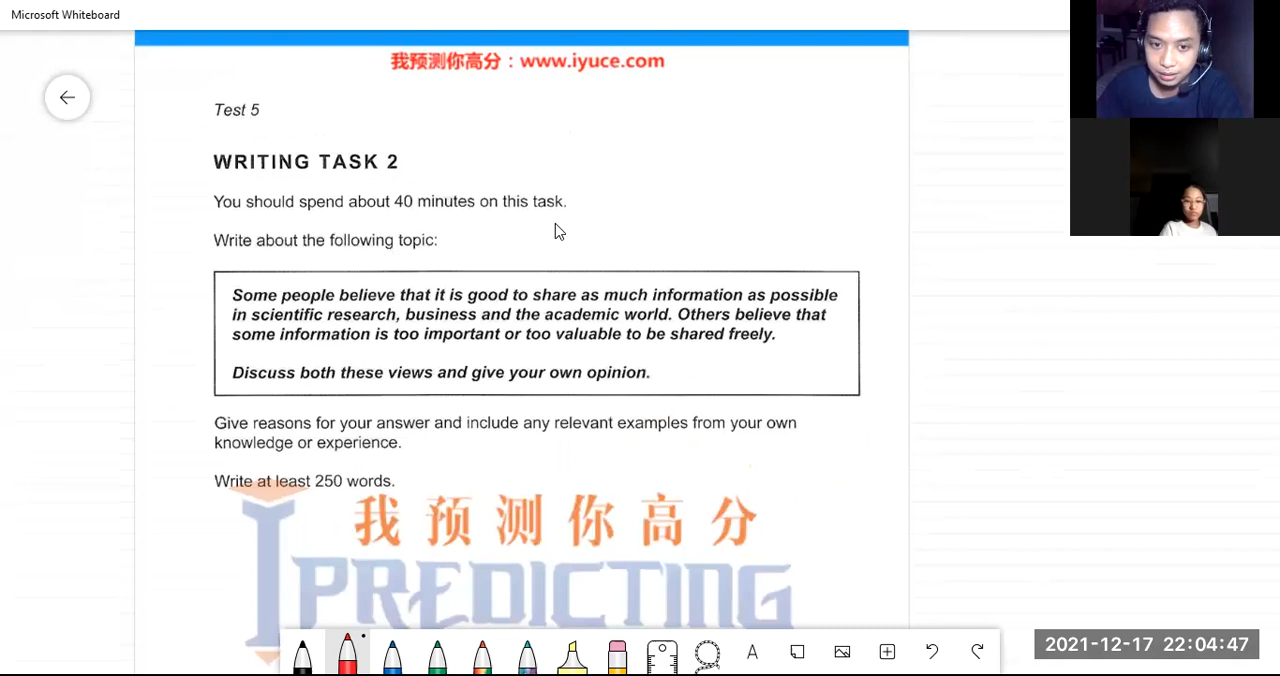 Microsoft Whiteboard
我预测你高分：www.iyuce.com
Test 5
WRITING TASK 2
You should spend about 40 minutes on this task.
Write about the following topic:
Some people believe that it is good to share as much information as possible
in scientific research, business and the academic world. Others believe that
some information is too important or too valuable to be shared freely.
Discuss both these views and give your own opinion.
Give reasons for your answer and include any relevant examples from your own
knowledge or experience.
Write at least 250 words.
我预测你高分
IPREDICTING
A
2021-12-17 22:04:47